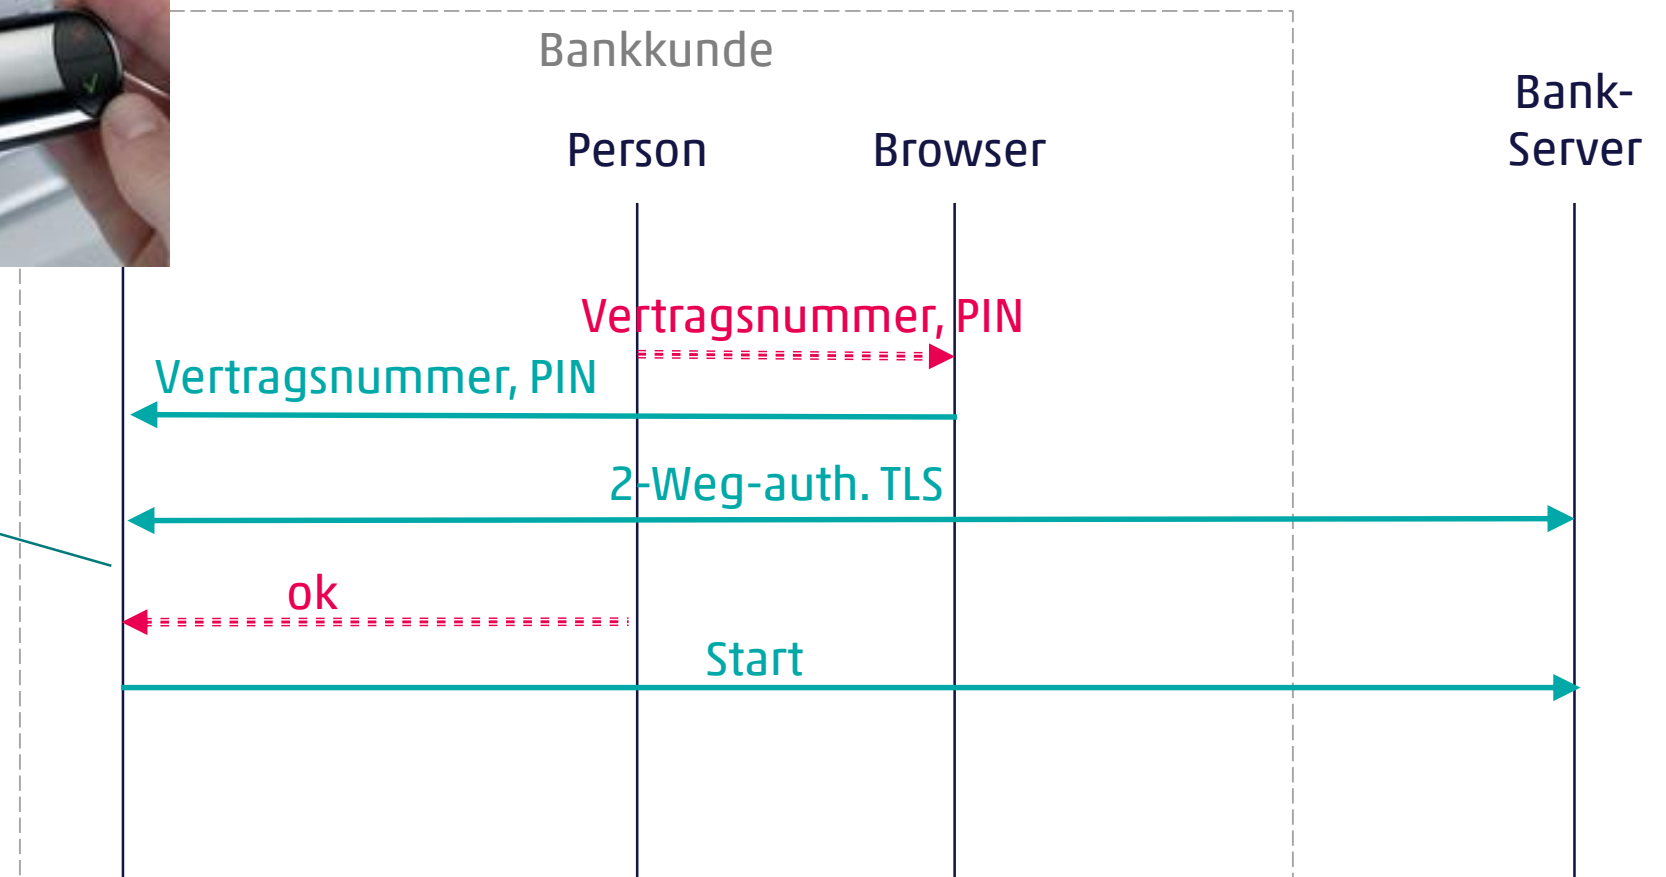 Bankkunde
Bank-
Server
Person
Browser
Vertragsnummer, PIN
Vertragsnummer, PIN
2-Weg-auth. TLS
ok
Start